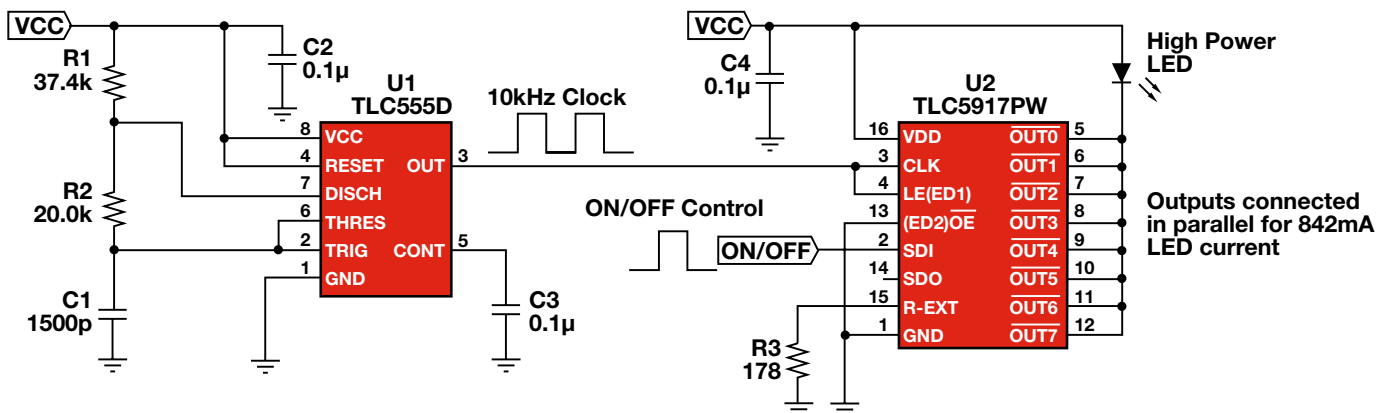 VCC
R1
37.4k
C2
0.1µ
U1
TLC555D
8
VCC
4
RESET
OUT
3
7
DISCH
6
THRES
2
TRIG
CONT
5
1
GND
R2
20.0k
C1
1500p
C3
0.1µ
10kHz Clock
ON/OFF Control
ON/OFF
VCC
C4
0.1µ
High Power
LED
U2
TLC5917PW
16
VDD
OUT0
5
3
CLK
OUT1
6
4
LE(ED1)
OUT2
7
13
(ED2)OE
OUT3
8
2
SDI
OUT4
9
14
SDO
OUT5
10
15
R-EXT
OUT6
11
1
GND
OUT7
12
R3
178
Outputs connected
in parallel for 842mA
LED current